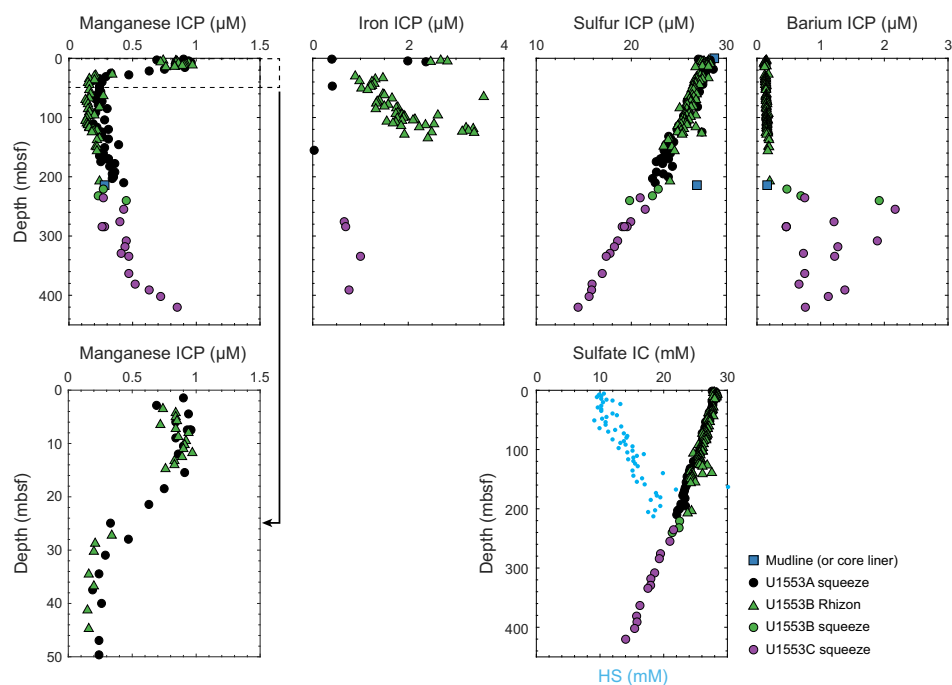 Manganese ICP (µM) Iron ICP (µM) Sulfur ICP (µM) Barium ICP (µM)
0 0.5 1 1.5 0 2 4 10 20 30 0 1 2 3
0
100
200
300
400
Depth (mbsf)
Manganese ICP (µM) Sulfate IC (mM)
0 0.5 1 1.5 0 10 20 30
0
10
20
30
40
50
Depth (mbsf)
0
100
200
300
400
Depth (mbsf)
HS (mM)
Mudline (or core liner)
U1553A squeeze
U1553B Rhizon
U1553B squeeze
U1553C squeeze